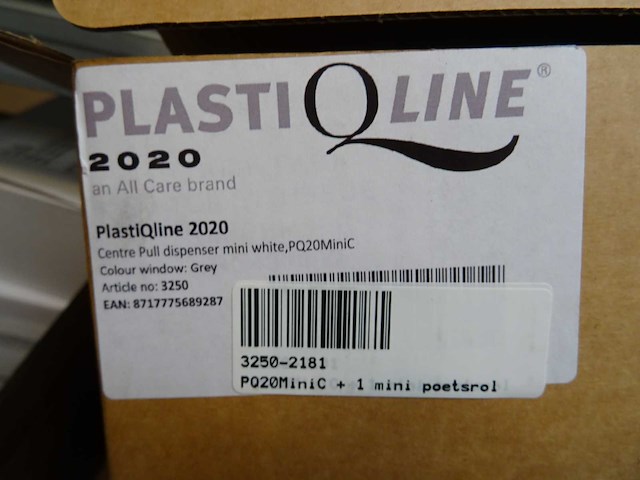 PLASTIQLINE®
2020
an All Care brand
PlastiQline 2020
Centre Pull dispenser mini white,PQ20MiniC
Colour window: Grey
Article no: 3250
EAN: 8717775689287
3250-2181
PQ20MiniC + 1 mini poetsrol